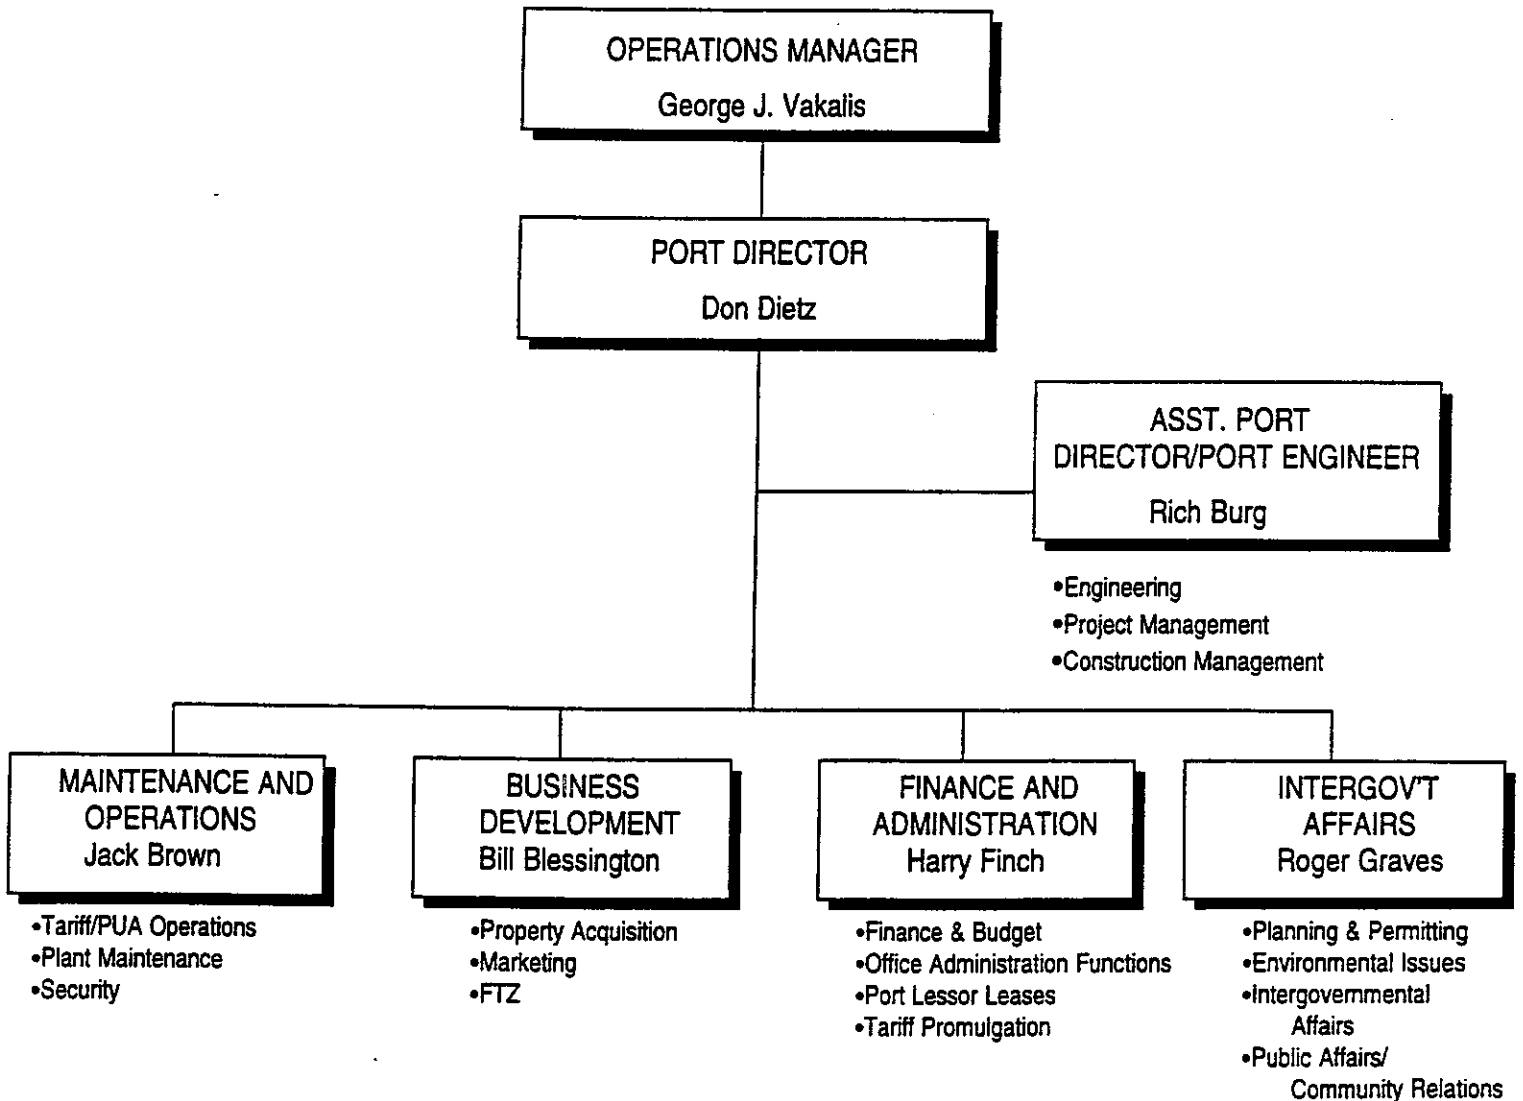 OPERATIONS MANAGER
George J. Vakalis
PORT DIRECTOR
Don Dietz
ASST. PORT
DIRECTOR/PORT ENGINEER
Rich Burg
•Engineering
•Project Management
•Construction Management
MAINTENANCE AND
OPERATIONS
Jack Brown
•Tariff/PUA Operations
•Plant Maintenance
•Security
BUSINESS
DEVELOPMENT
Bill Blessington
•Property Acquisition
•Marketing
•FTZ
FINANCE AND
ADMINISTRATION
Harry Finch
•Finance & Budget
•Office Administration Functions
•Port Lessor Leases
•Tariff Promulgation
INTERGOV'T
AFFAIRS
Roger Graves
•Planning & Permitting
•Environmental Issues
•Intergovernmental
Affairs
•Public Affairs/
Community Relations